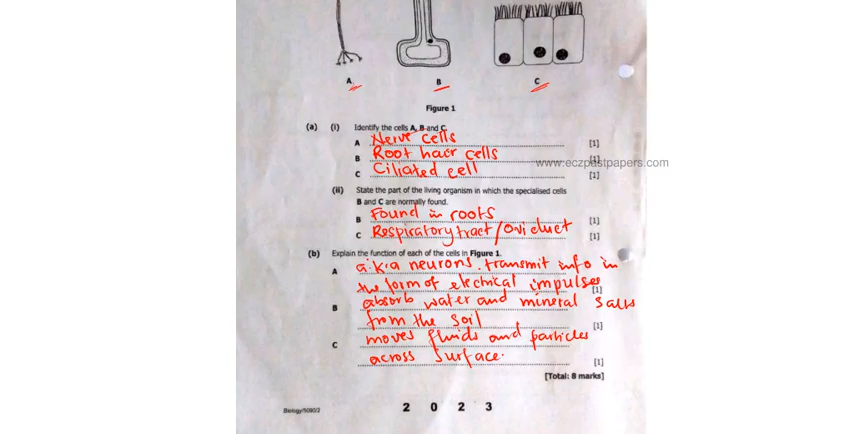 A
B
C
Figure 1
(a) (i) Identify the cells A, B and C.
A Nerve cells [1]
B Root hair cells [1]
www.eczpastpapers.com
C Ciliated cell [1]
(ii) State the part of the living organism in which the specialised cells
B and C are normally found.
B Found in roots [1]
C Respiratory tract/Oviduct [1]
(b) Explain the function of each of the cells in Figure 1.
A a.k.a neurons. transmit info in
the form of electrical impulses [1]
B absorb water and mineral salts
from the soil [1]
C moves fluids and particles
across surface. [1]
[Total: 8 marks]
Biology/5090/2
2 0 2 3